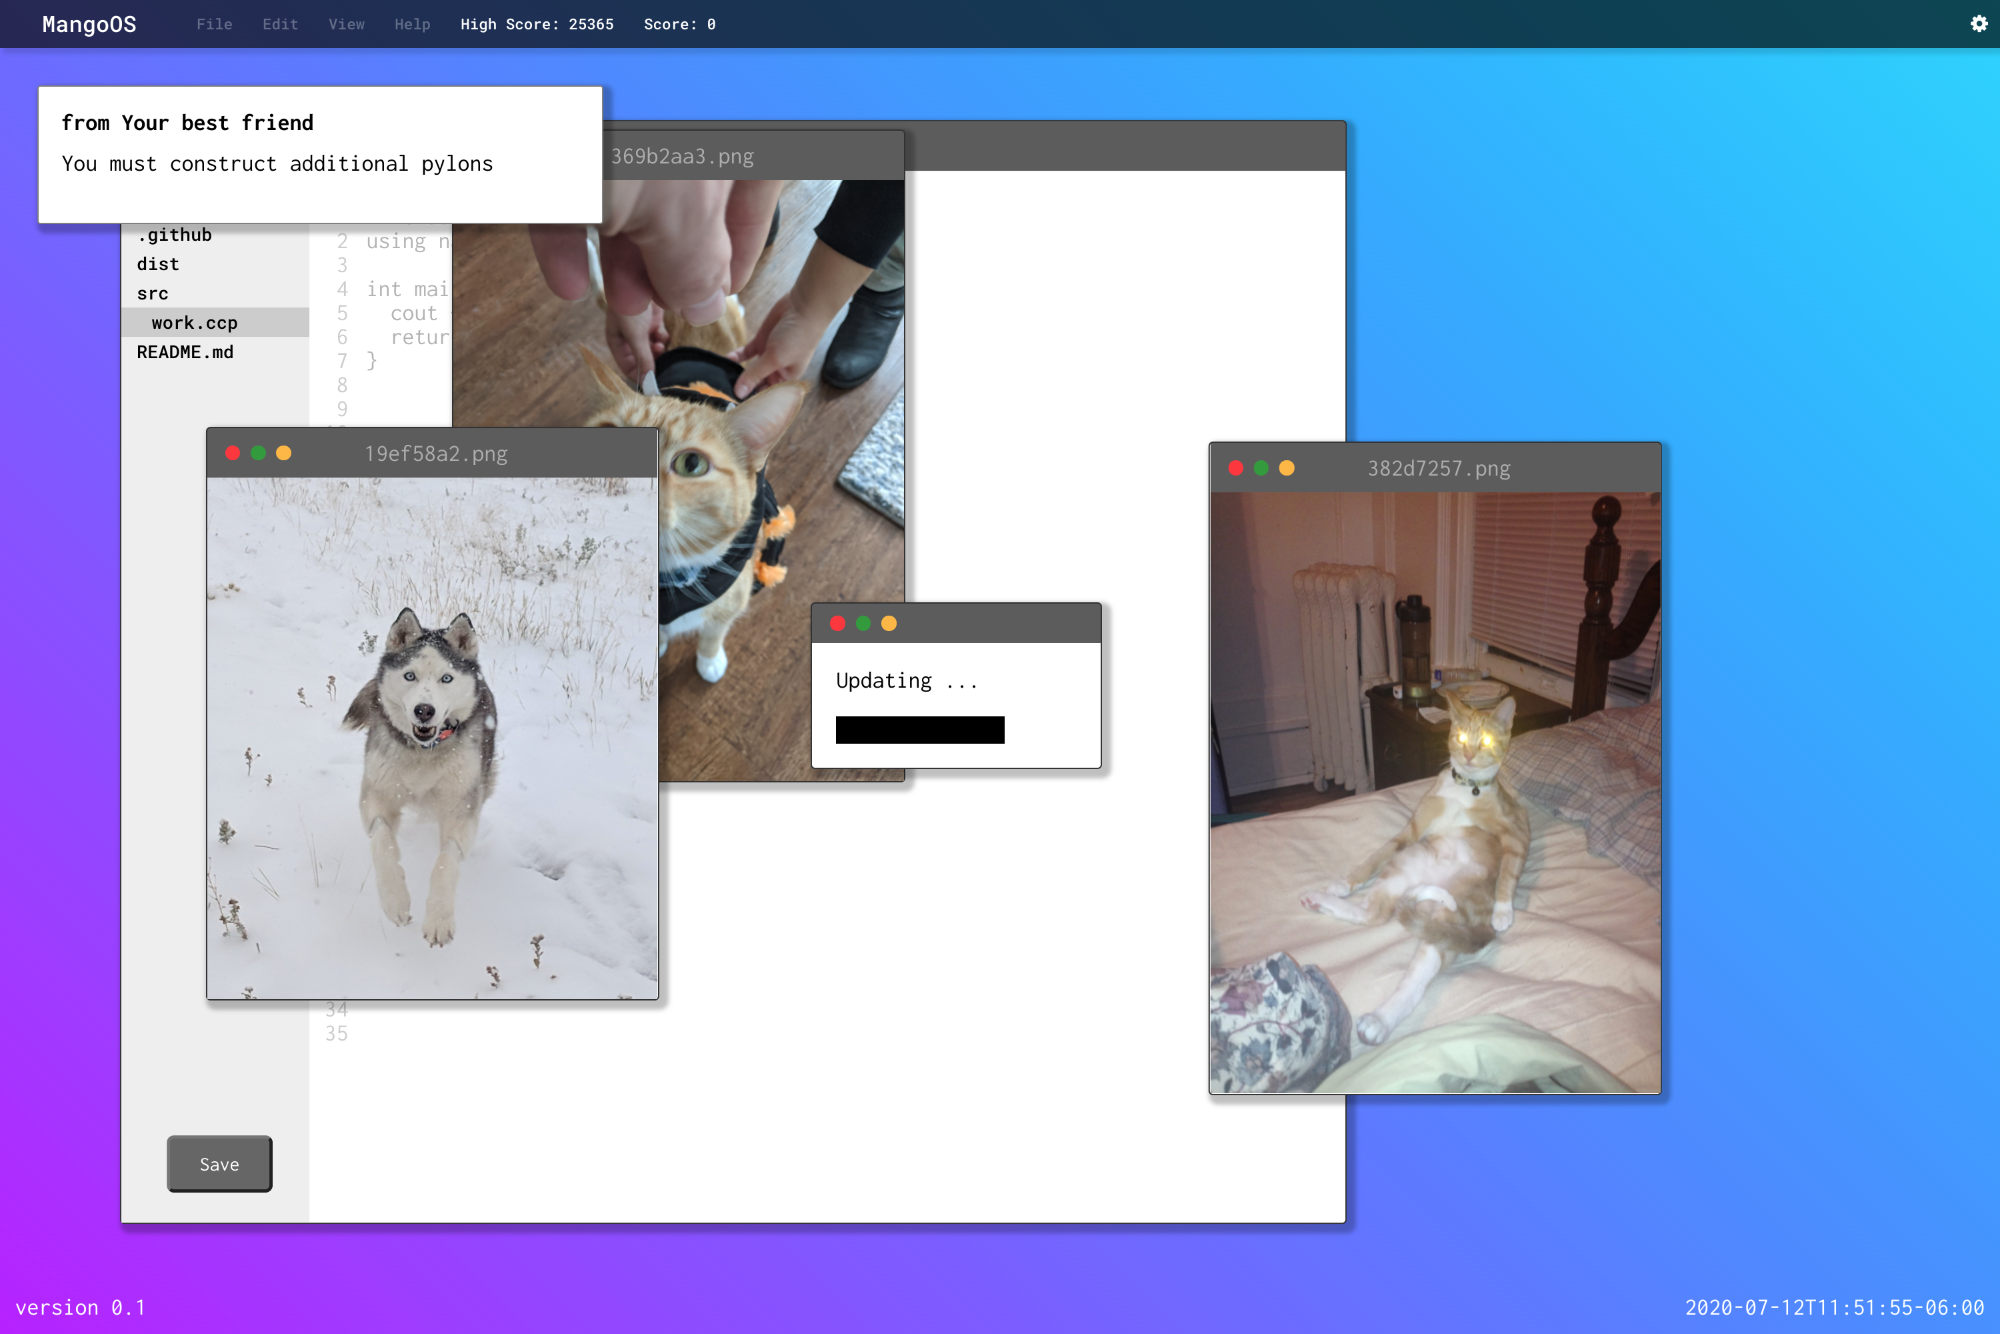 MangoOS File Edit View Help High Score: 25365 Score: 0
from Your best friend
You must construct additional pylons
369b2aa3.png
.github
dist
src
work.ccp
README.md
2 using n
3
4 int mai
5 cout
6 retur
7 }
8
9
19ef58a2.png
382d7257.png
Updating ...
34
35
Save
version 0.1
2020-07-12T11:51:55-06:00